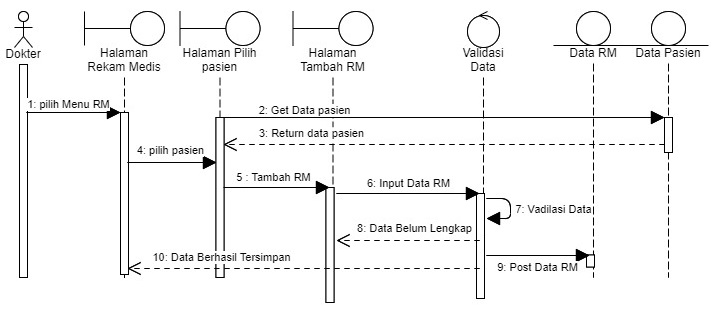 Dokter
Halaman
Rekam Medis
Halaman Pilih
pasien
Halaman
Tambah RM
Validasi
Data
Data RM
Data Pasien
1: pilih Menu RM
2: Get Data pasien
3: Return data pasien
4: pilih pasien
5 : Tambah RM
6: Input Data RM
7: Vadilasi Data
8: Data Belum Lengkap
10: Data Berhasil Tersimpan
9: Post Data RM